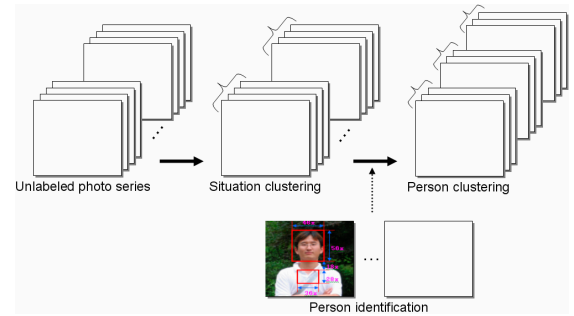 Unlabeled photo series
Situation clustering
Person clustering
Person identification